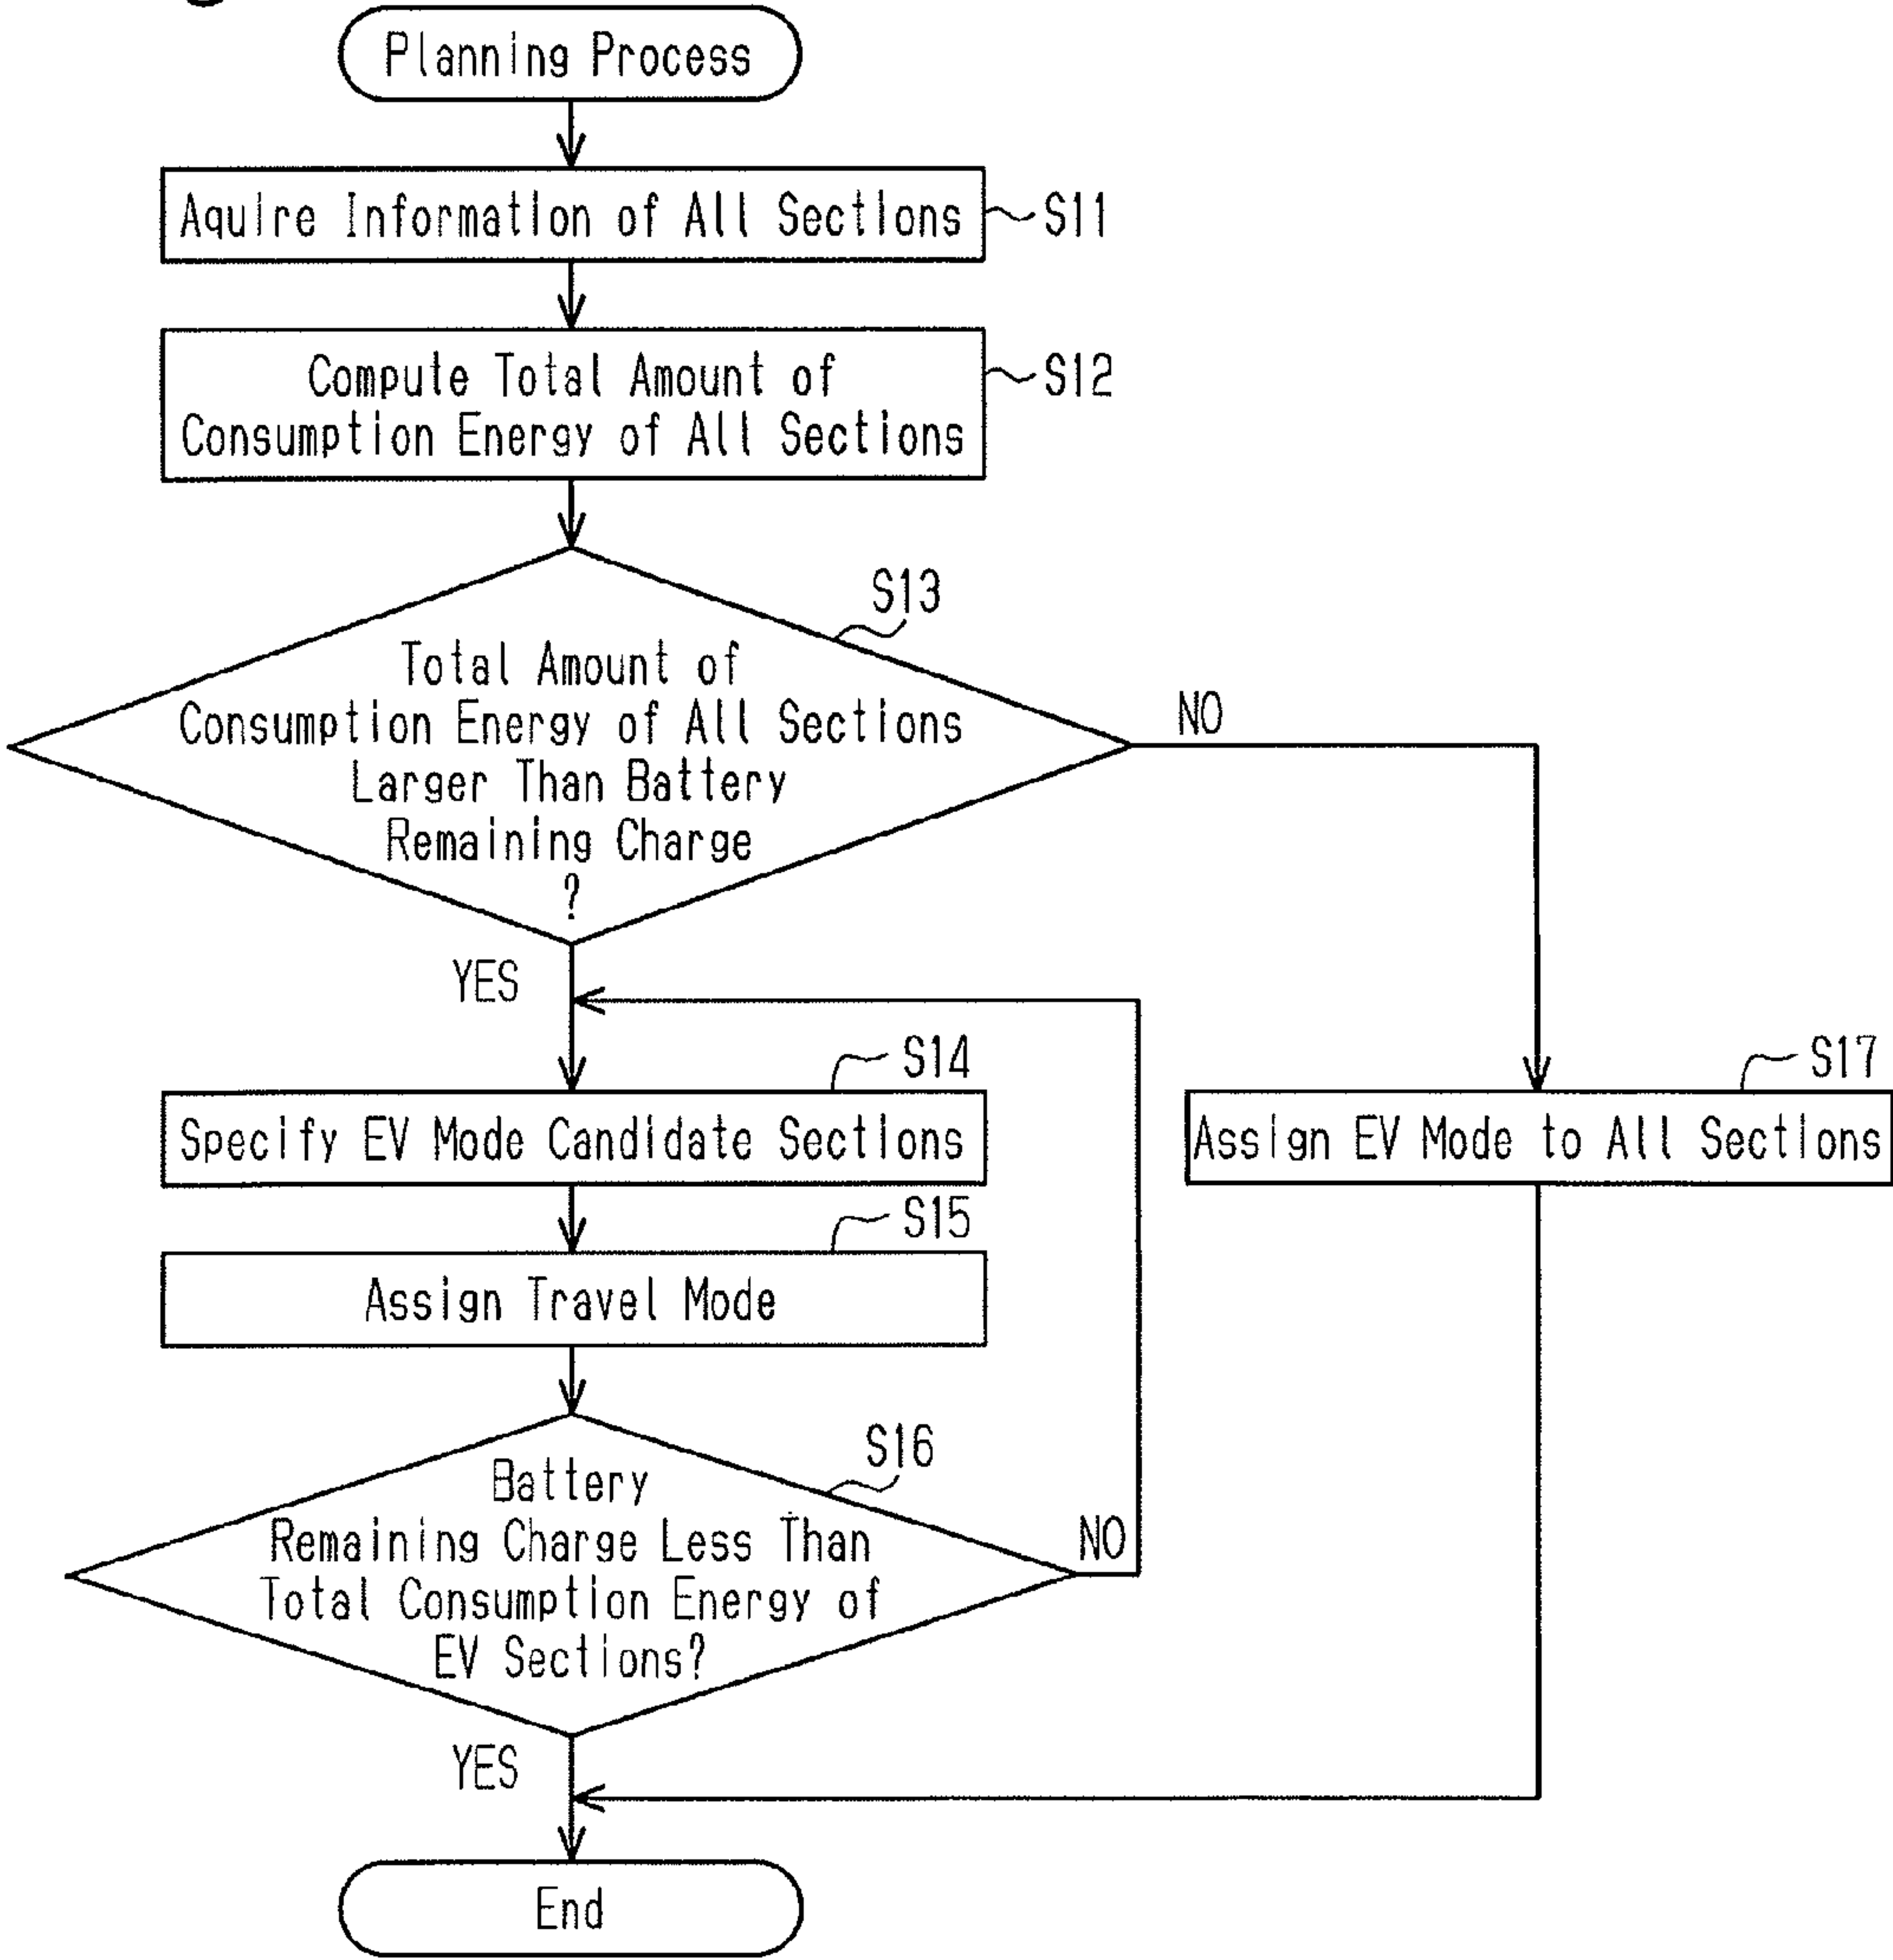 Planning Process
Aquire Information of All Sections
S11
Compute Total Amount of
Consumption Energy of All Sections
S12
S13
Total Amount of
Consumption Energy of All Sections
Larger Than Battery
Remaining Charge
?
NO
YES
S14
Specify EV Mode Candidate Sections
S17
Assign EV Mode to All Sections
S15
Assign Travel Mode
S16
Battery
Remaining Charge Less Than
Total Consumption Energy of
EV Sections?
NO
YES
End